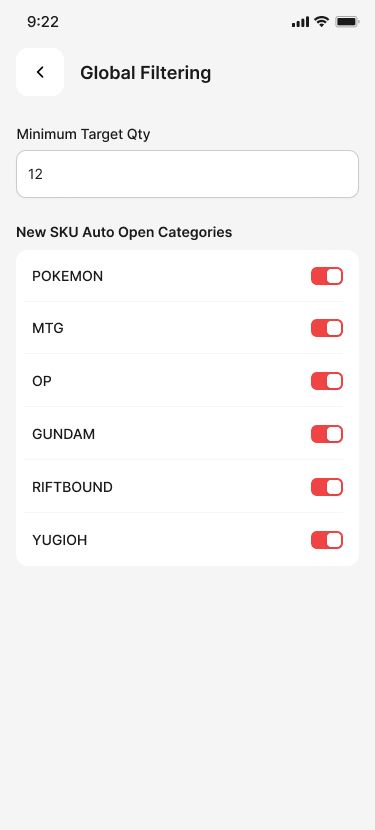 9:22
Global Filtering
Minimum Target Qty
12
New SKU Auto Open Categories
POKEMON
MTG
OP
GUNDAM
RIFTBOUND
YUGIOH